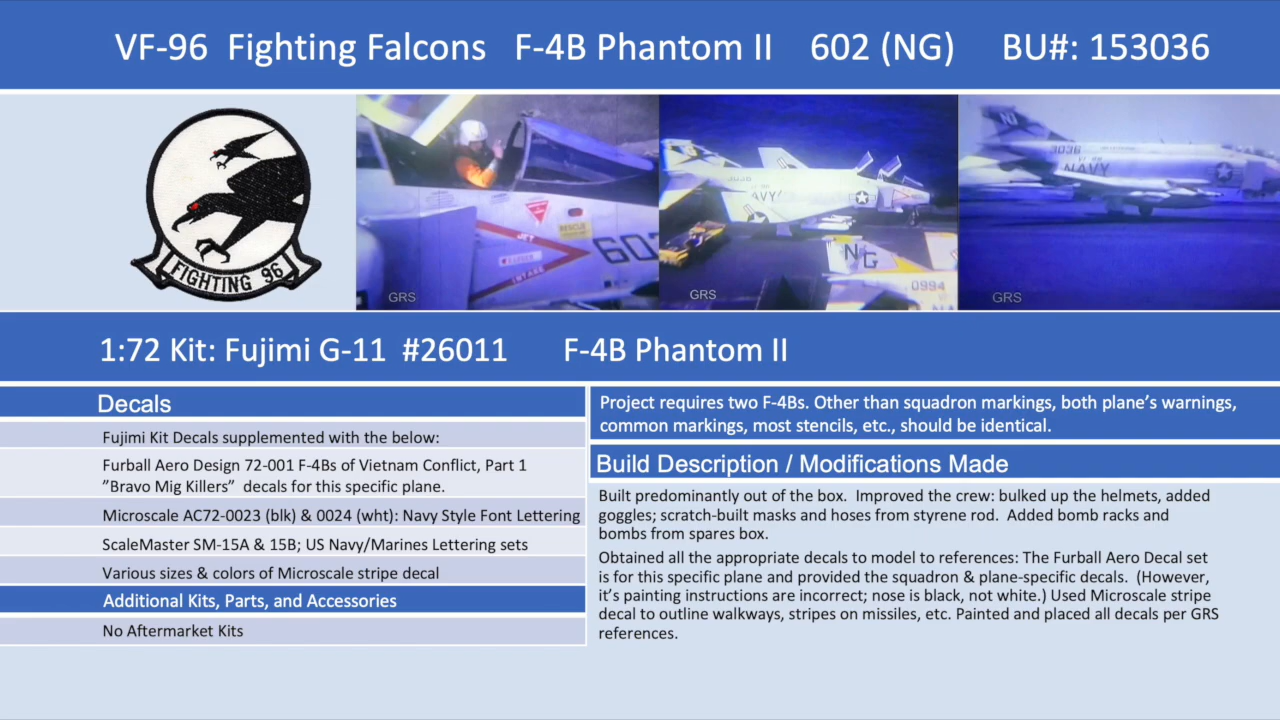 VF-96 Fighting Falcons F-4B Phantom II 602 (NG) BU#: 153036
FIGHTING 96
JET
INTAKE
RESCUE
602
GRS
3036
NAVY
NG
0994
GRS
NJ
3036
NAVY
GRS
1:72 Kit: Fujimi G-11 #26011 F-4B Phantom II
Decals
Fujimi Kit Decals supplemented with the below:
Furball Aero Design 72-001 F-4Bs of Vietnam Conflict, Part 1
”Bravo Mig Killers” decals for this specific plane.
Microscale AC72-0023 (blk) & 0024 (wht): Navy Style Font Lettering
ScaleMaster SM-15A & 15B; US Navy/Marines Lettering sets
Various sizes & colors of Microscale stripe decal
Additional Kits, Parts, and Accessories
No Aftermarket Kits
Project requires two F-4Bs. Other than squadron markings, both plane’s warnings,
common markings, most stencils, etc., should be identical.
Build Description / Modifications Made
Built predominantly out of the box. Improved the crew: bulked up the helmets, added
goggles; scratch-built masks and hoses from styrene rod. Added bomb racks and
bombs from spares box.
Obtained all the appropriate decals to model to references: The Furball Aero Decal set
is for this specific plane and provided the squadron & plane-specific decals. (However,
it’s painting instructions are incorrect; nose is black, not white.) Used Microscale stripe
decal to outline walkways, stripes on missiles, etc. Painted and placed all decals per GRS
references.